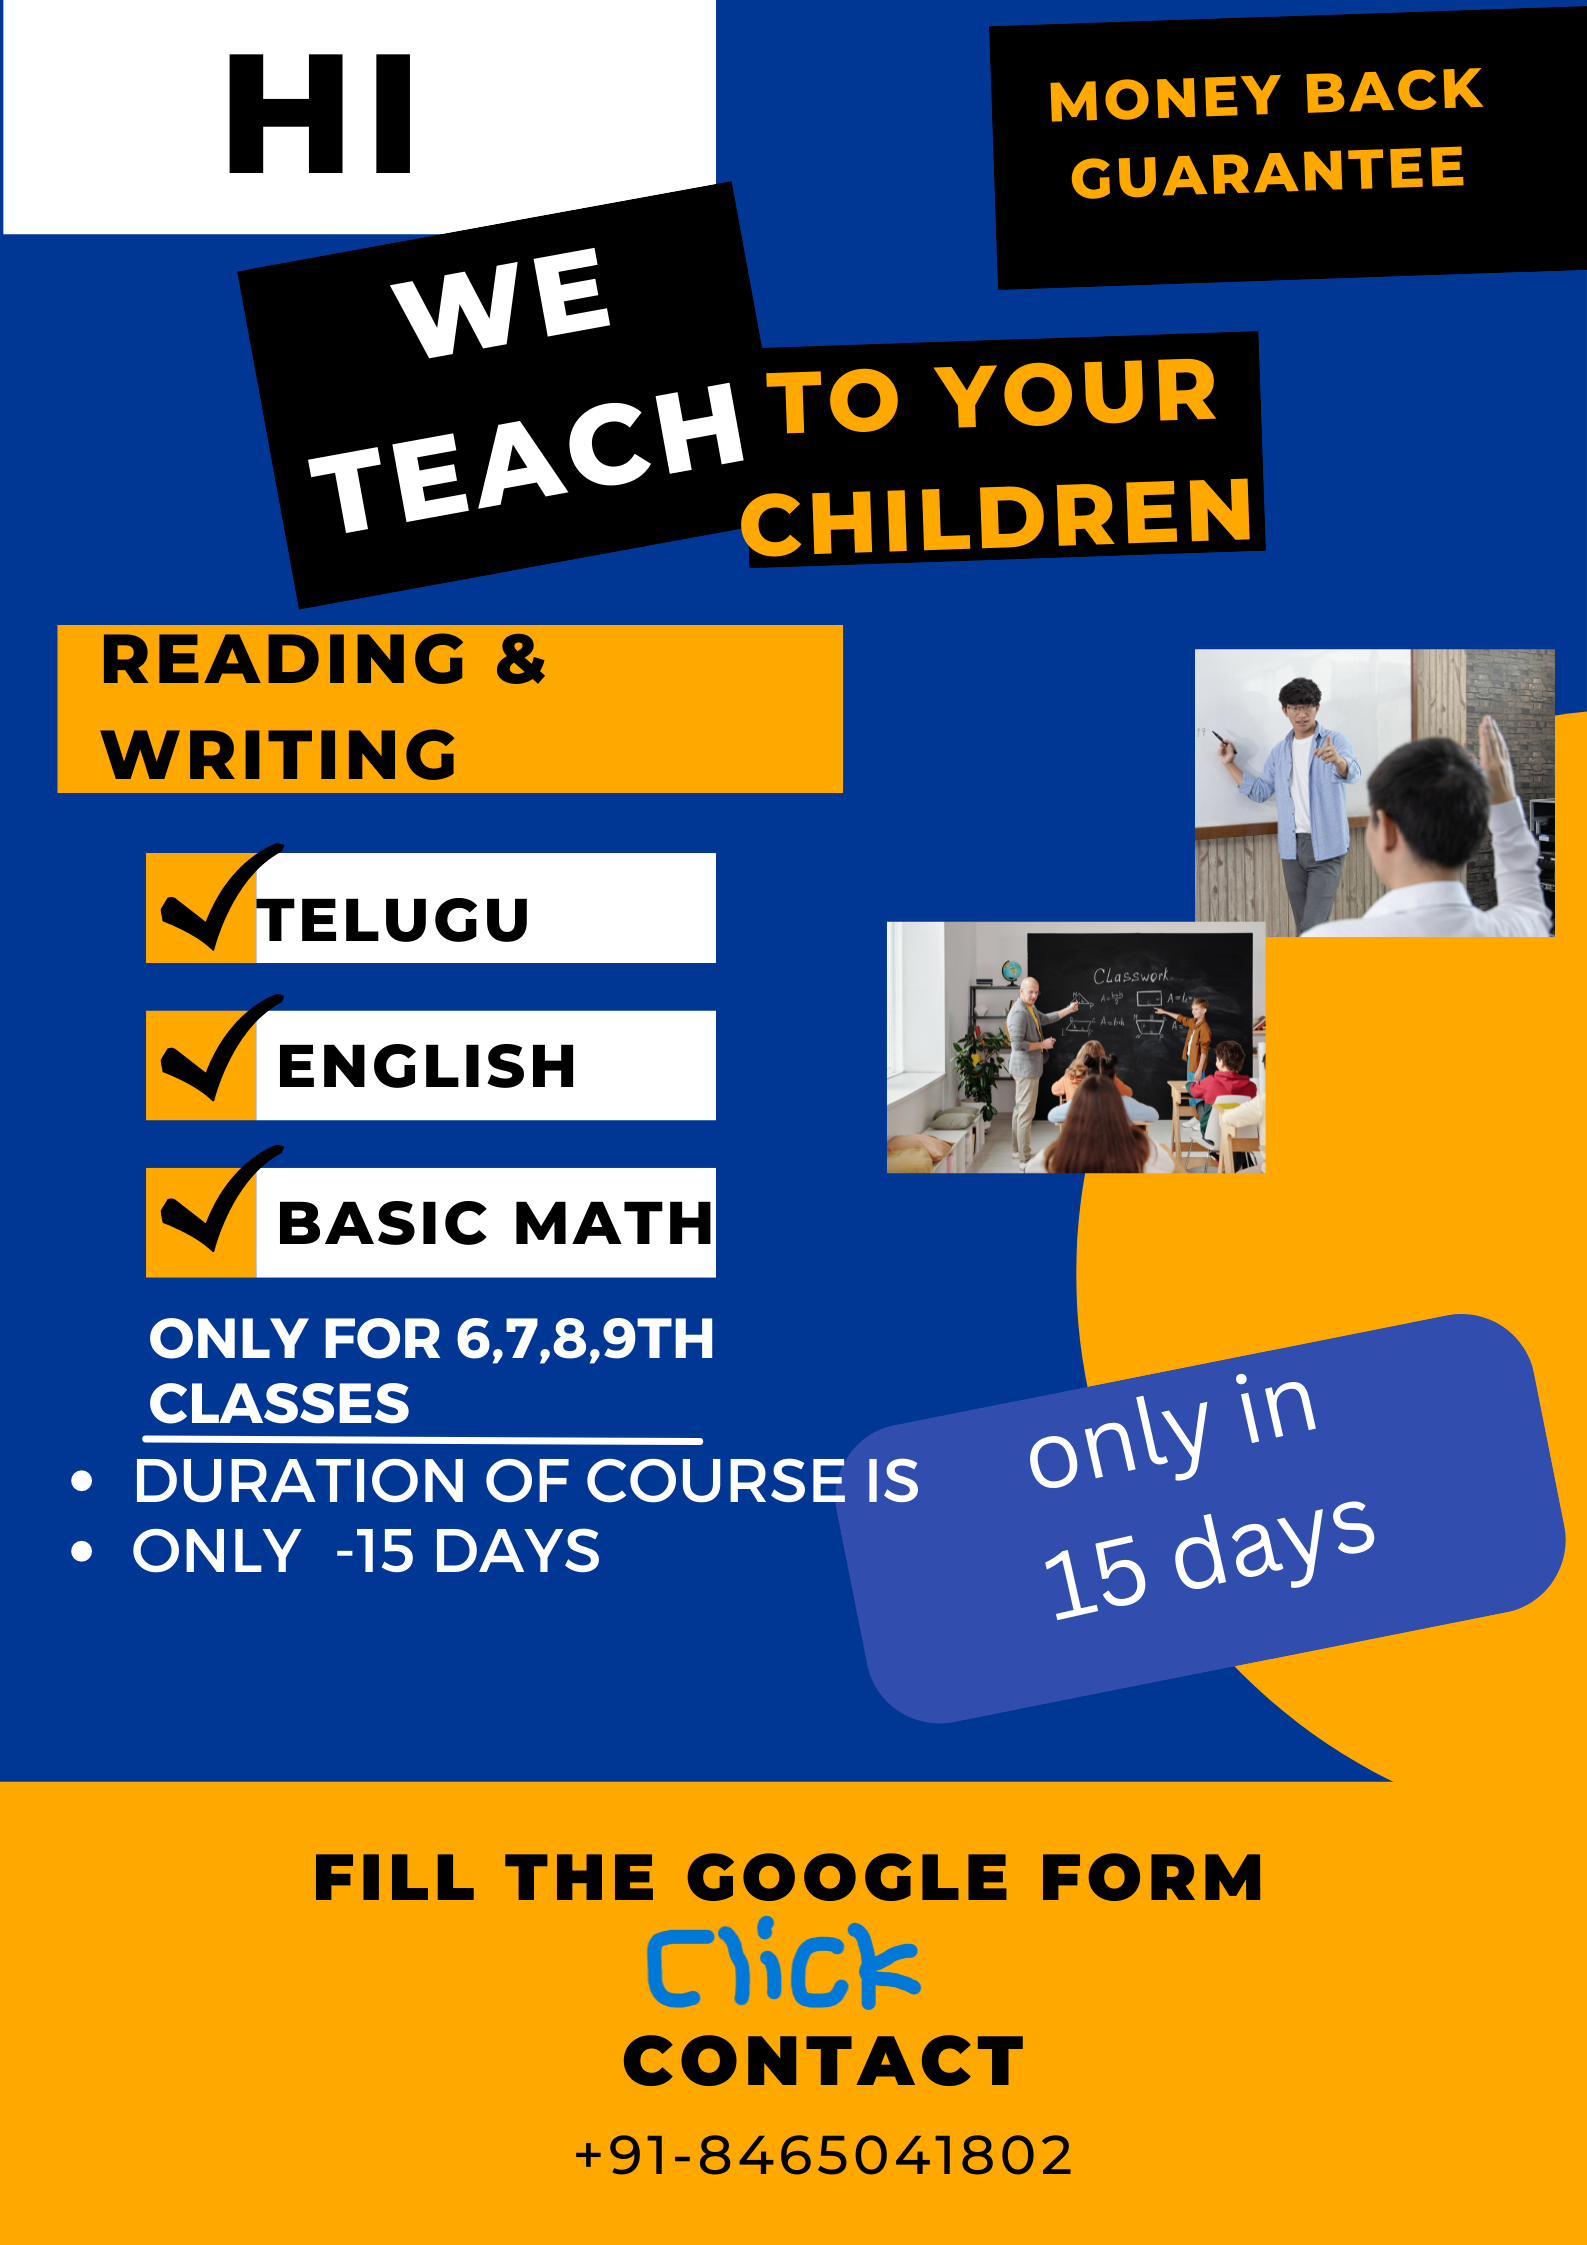 HI
MONEY BACK
GUARANTEE
WE
TEACH
TO YOUR
CHILDREN
READING &
WRITING
TELUGU
ENGLISH
BASIC MATH
Classwork
ONLY FOR 6,7,8,9TH
CLASSES
• DURATION OF COURSE IS
• ONLY -15 DAYS
only in
15 days
FILL THE GOOGLE FORM
Click
CONTACT
+91-8465041802